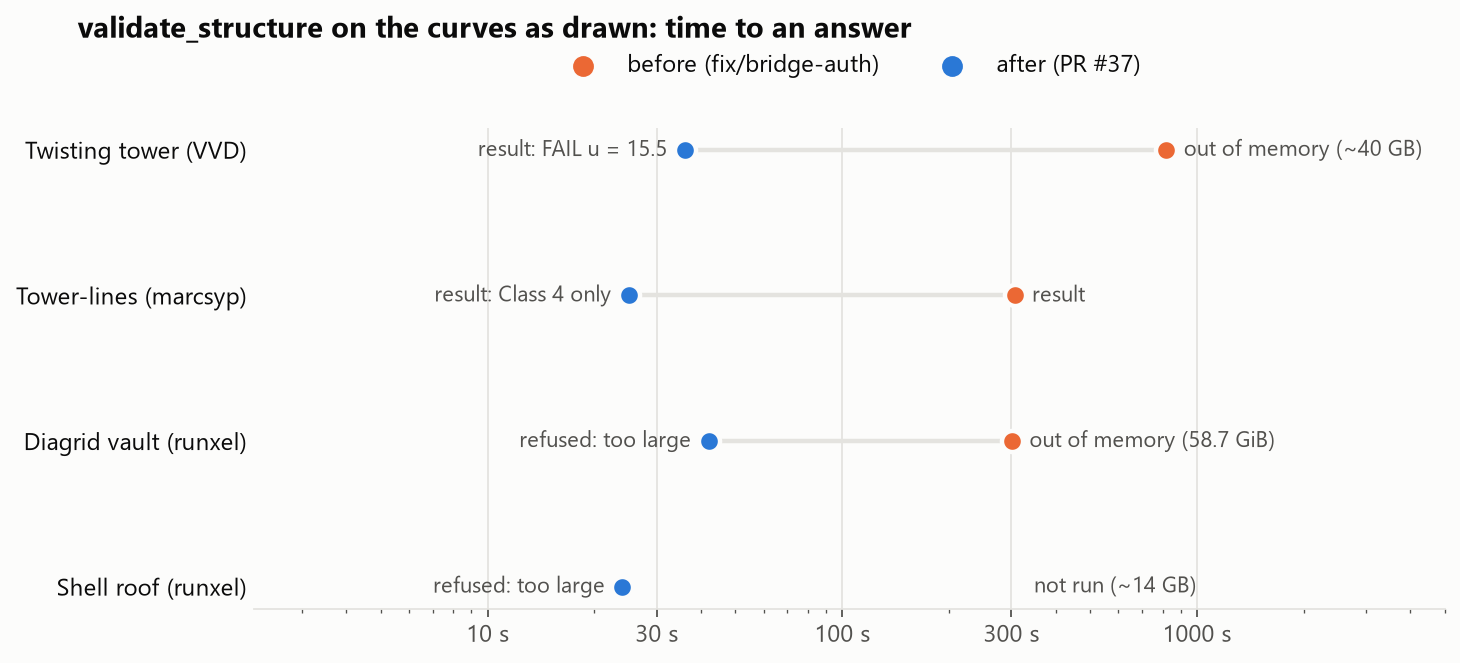 validate_structure on the curves as drawn: time to an answer
before (fix/bridge-auth) after (PR #37)
Twisting tower (VVD) result: FAIL u = 15.5 out of memory (~40 GB)
Tower-lines (marcsyp) result: Class 4 only result
Diagrid vault (runxel) refused: too large out of memory (58.7 GiB)
Shell roof (runxel) refused: too large not run (~14 GB)
10 s 30 s 100 s 300 s 1000 s